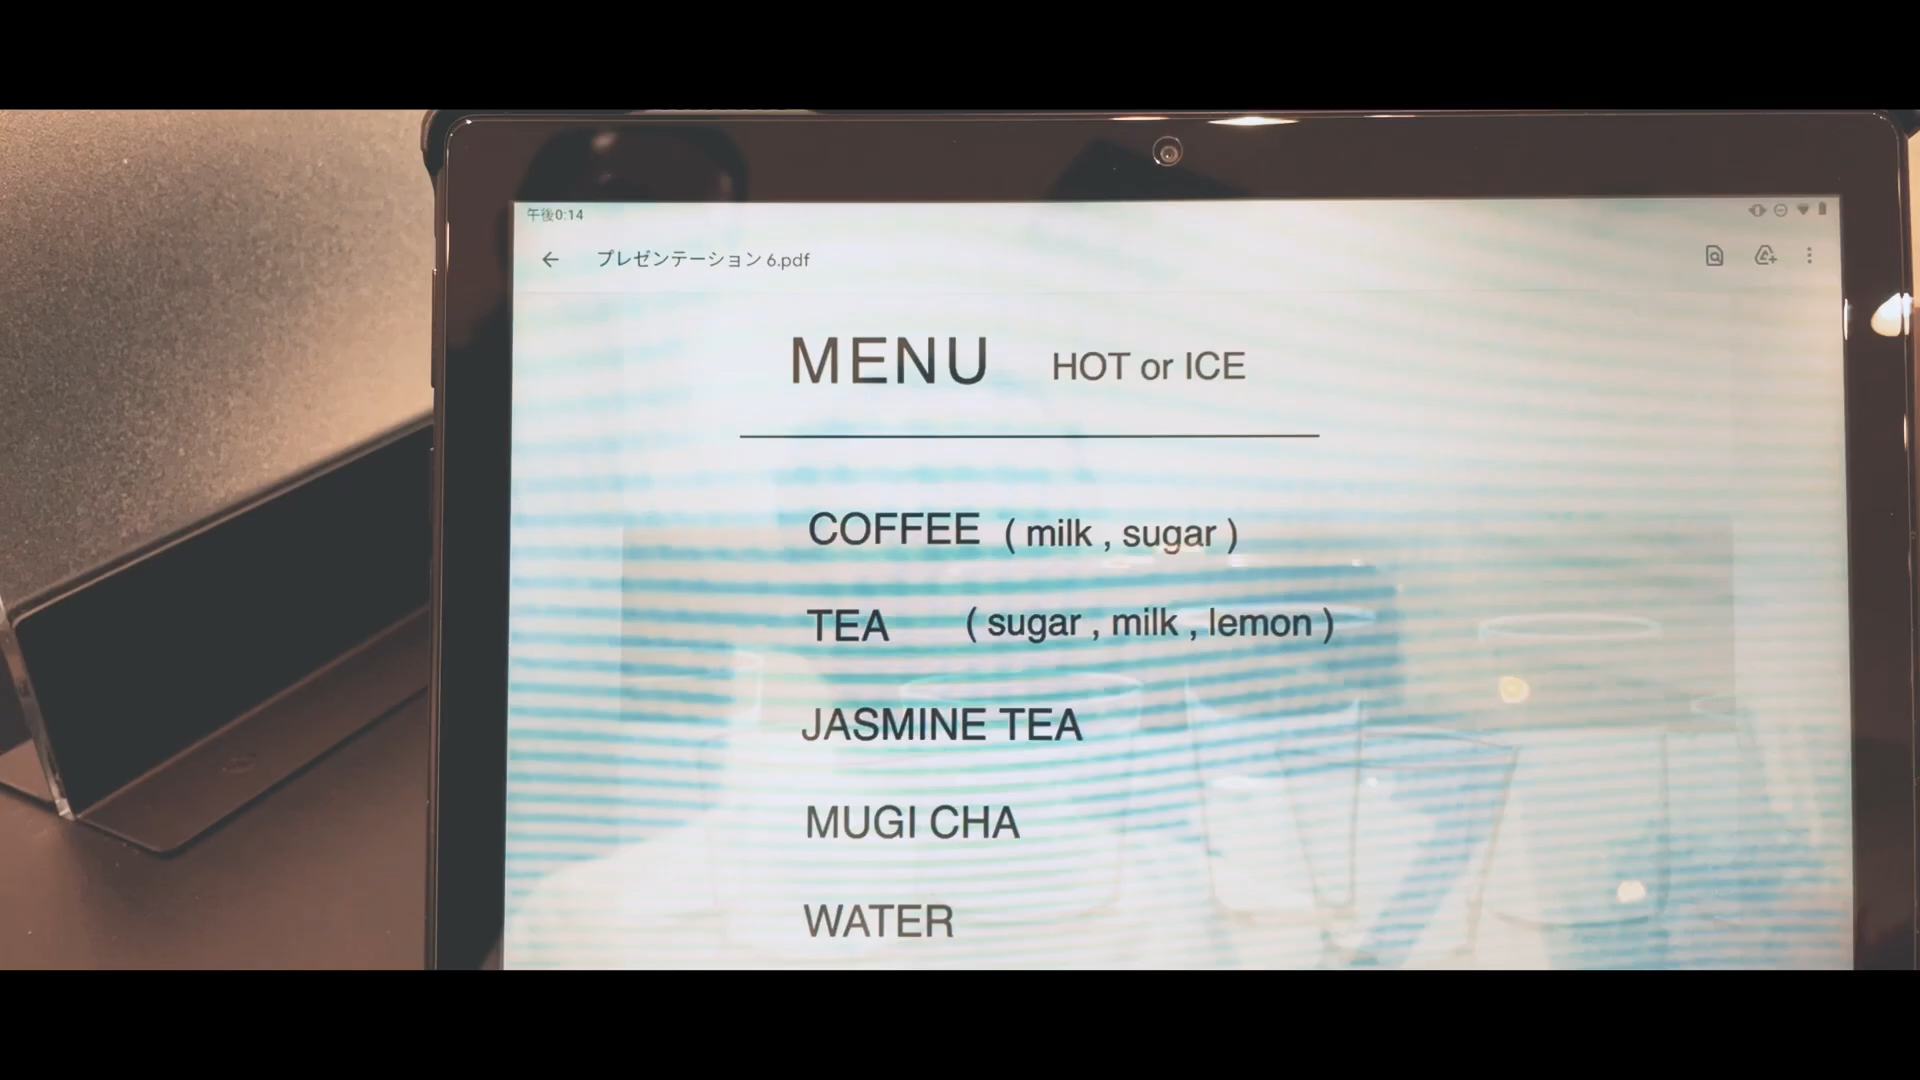 午後0:14
プレゼンテーション 6.pdf
MENU HOT or ICE
COFFEE ( milk , sugar )
TEA ( sugar , milk , lemon )
JASMINE TEA
MUGI CHA
WATER